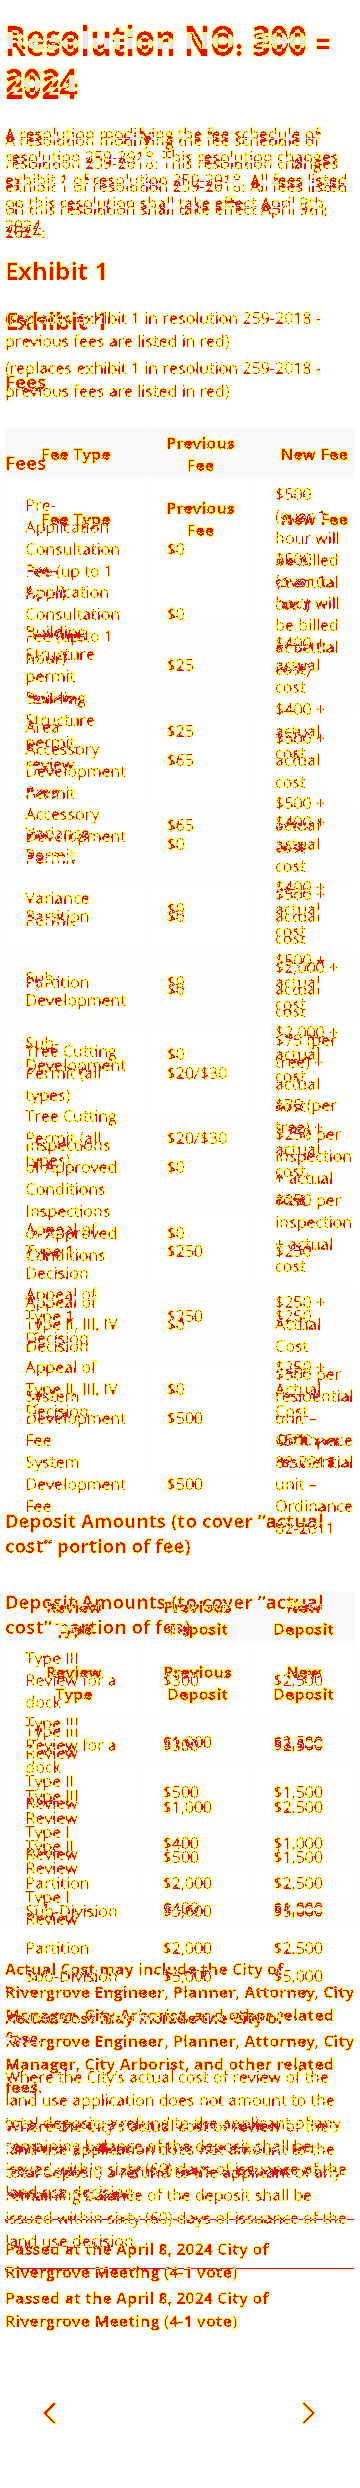 Resolution NO. 300 –
2024
A resolution modifying the fee schedule of
resolution 259-2018. This resolution changes
exhibit 1 of resolution 259-2018. All fees listed
on this resolution shall take effect April 9th,
2024.
Exhibit 1
(replaces exhibit 1 in resolution 259-2018 -
previous fees are listed in red)
Fees
Fee Type Previous Fee New Fee
Pre-
Application
Consultation
Fee (up to 1
hour)
$0
$500
(over 1
hour will
be billed
actual
cost)
Building
Structure
permit
review
$25
$400 +
actual
cost
Area
Accessory
Development
Permit
$65
$500 +
actual
cost
Variance
Permit
$0
$400 +
actual
cost
Partition
$0
$500 +
actual
cost
Sub-
Development
$0
$2,000 +
actual
cost
Tree Cutting
Permit (all
types)
$20/$30
$75 (per
tree) +
actual
cost
Inspections
of Approved
Conditions
$0
$250 per
inspection
+ actual
cost
Appeal of
Type 1
Decision
$250
$250
Appeal of
Type II, III, IV
Decision
$0
$250 +
Actual
Cost
System
Development
Fee
$500
$500 per
residential
unit –
Ordinance
82-2011
Deposit Amounts (to cover “actual
cost” portion of fee)
Review Type Previous Deposit New Deposit
Type III
Review for a
dock
$300
$2,500
Type III
Review
$1,000
$2,500
Type II
Review
$500
$1,500
Type I
Review
$400
$1,000
Partition $2,000 $2,500
Sub-Division $5,000 $5,000
Actual Cost may include the City of
Rivergrove Engineer, Planner, Attorney, City
Manager, City Arborist, and other related
fees.
Where the City’s actual cost of review of the
land use application does not amount to the
total deposit, a refund to the applicant of any
remaining balance of the deposit shall be
issued within sixty (60) days of issuance of the
land use decision.
Passed at the April 8, 2024 City of
Rivergrove Meeting (4-1 vote)